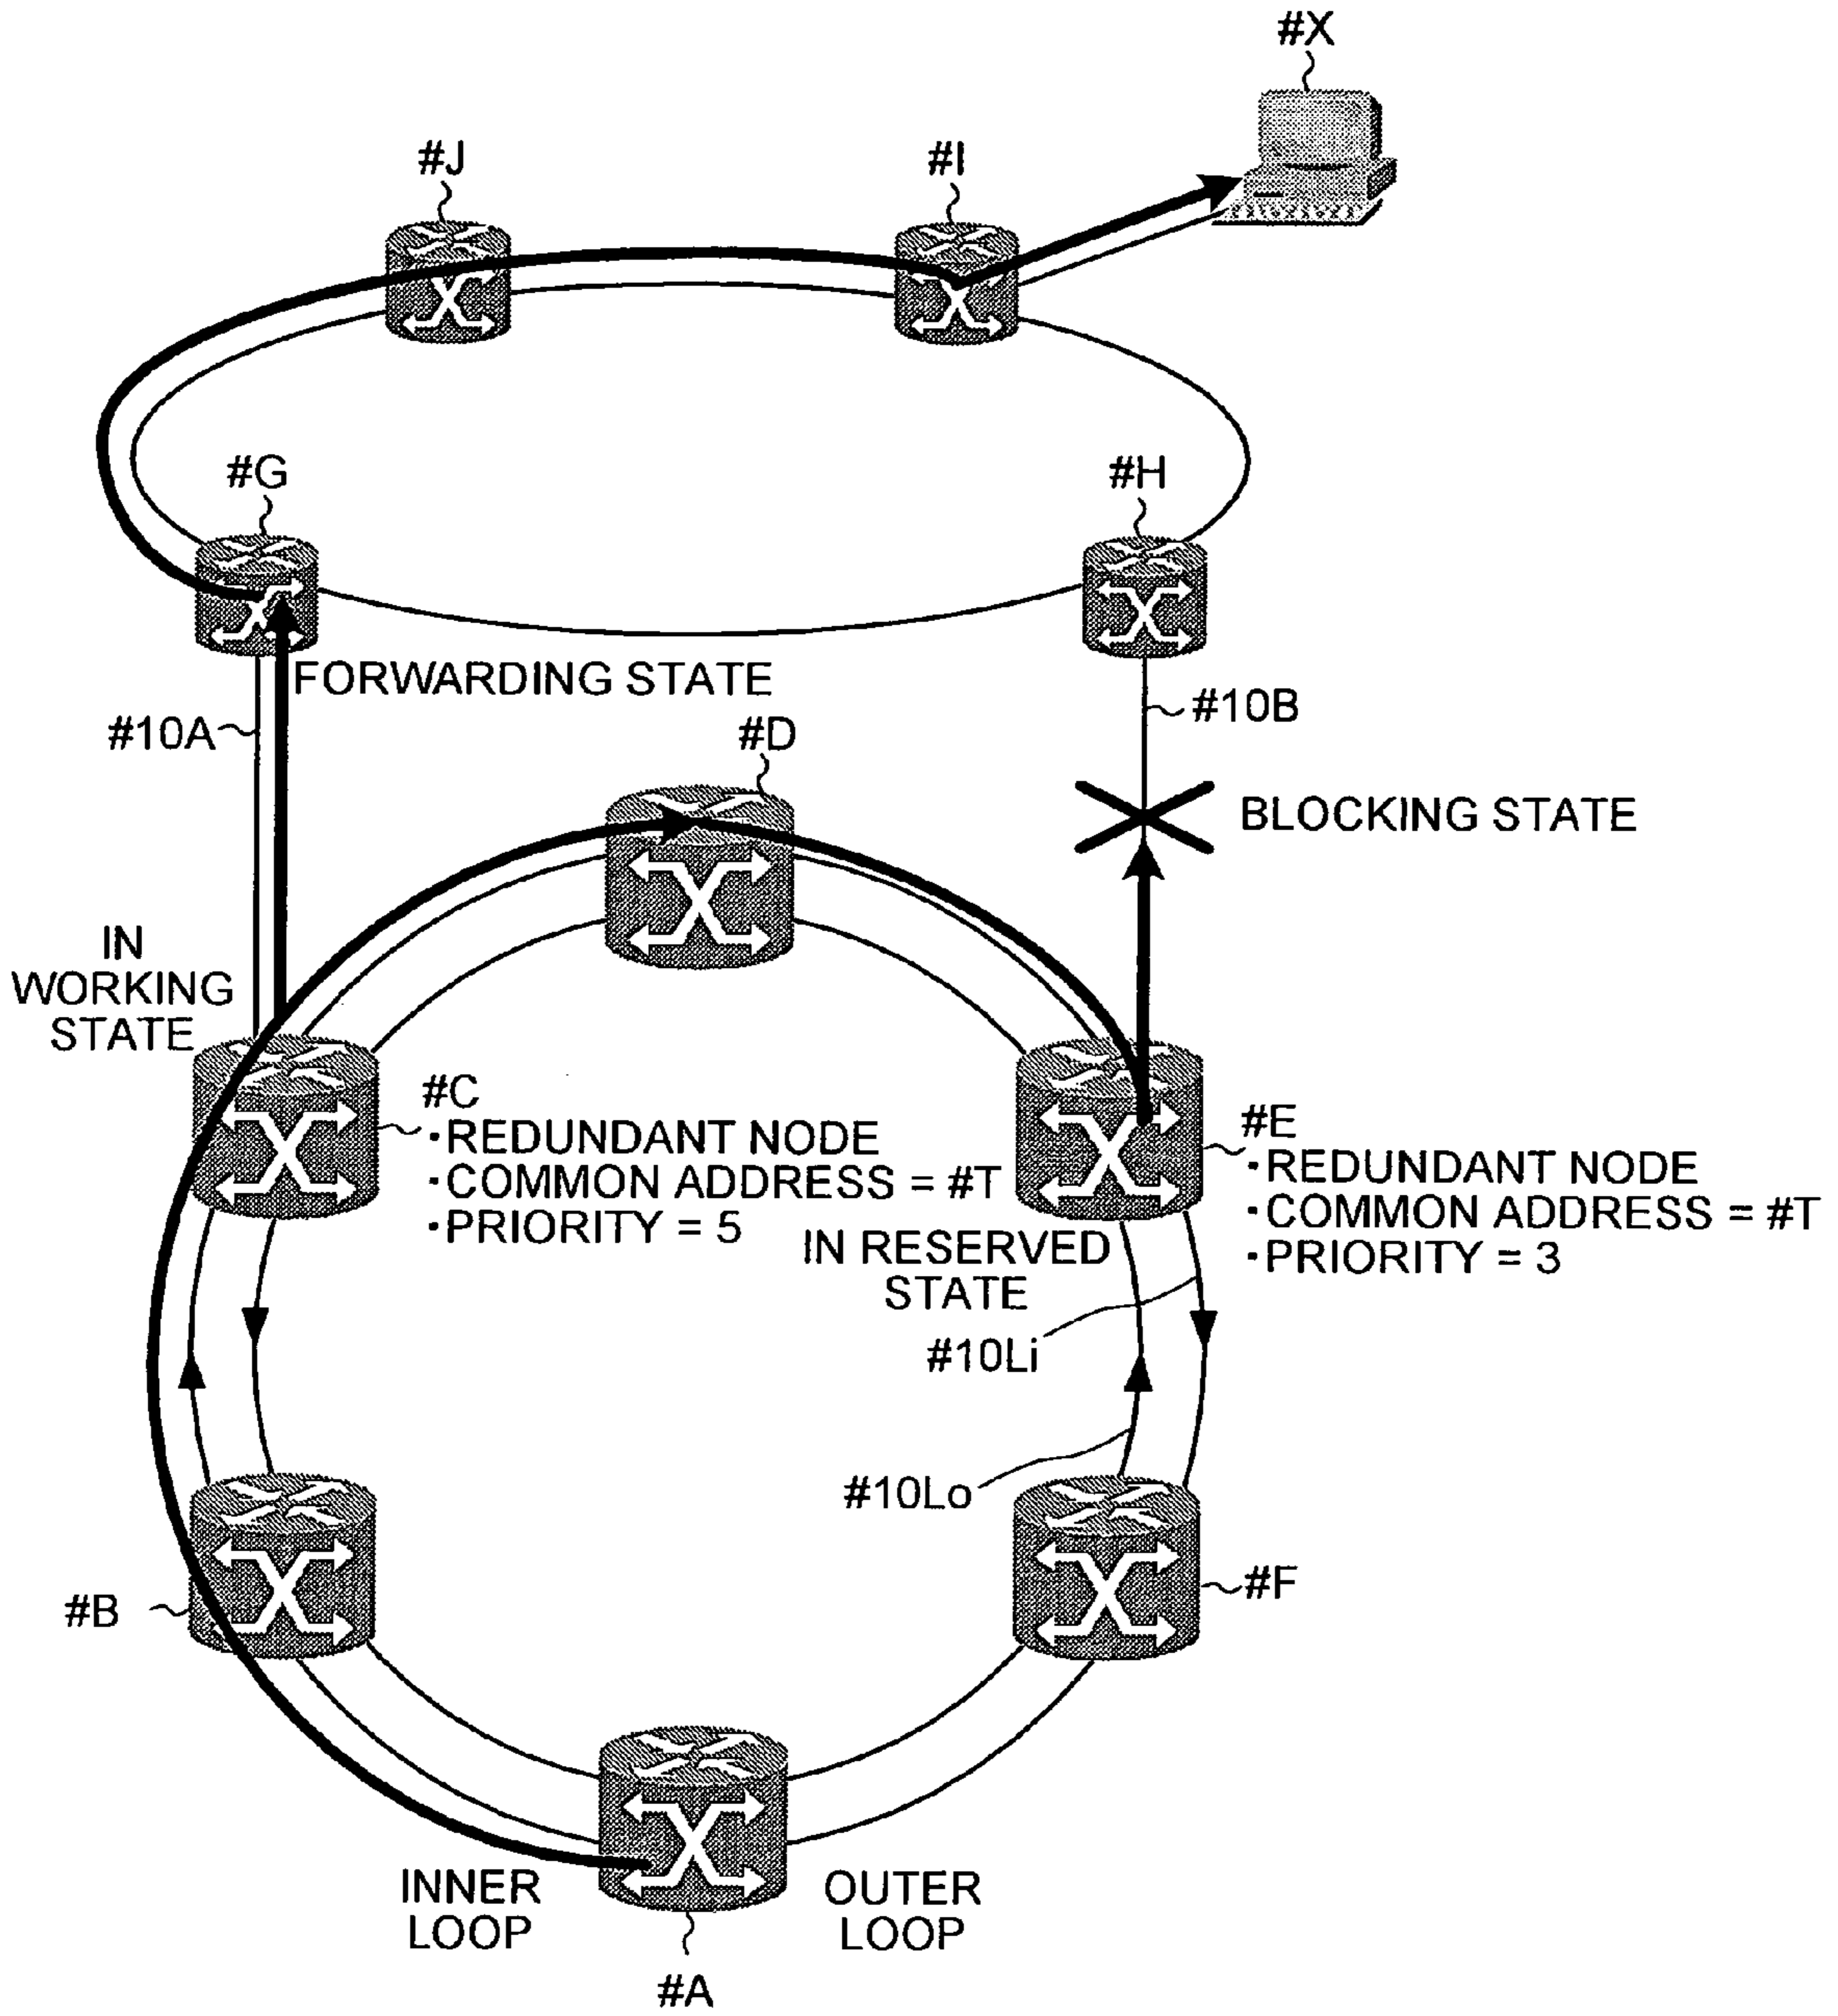 #X
#J
#I
#G
#H
FORWARDING STATE
#10A
#10B
#D
BLOCKING STATE
IN
WORKING
STATE
#C
·REDUNDANT NODE
·COMMON ADDRESS = #T
·PRIORITY = 5
#E
·REDUNDANT NODE
·COMMON ADDRESS = #T
·PRIORITY = 3
IN RESERVED
STATE
#10Li
#10Lo
#B
#F
INNER
LOOP
OUTER
LOOP
#A